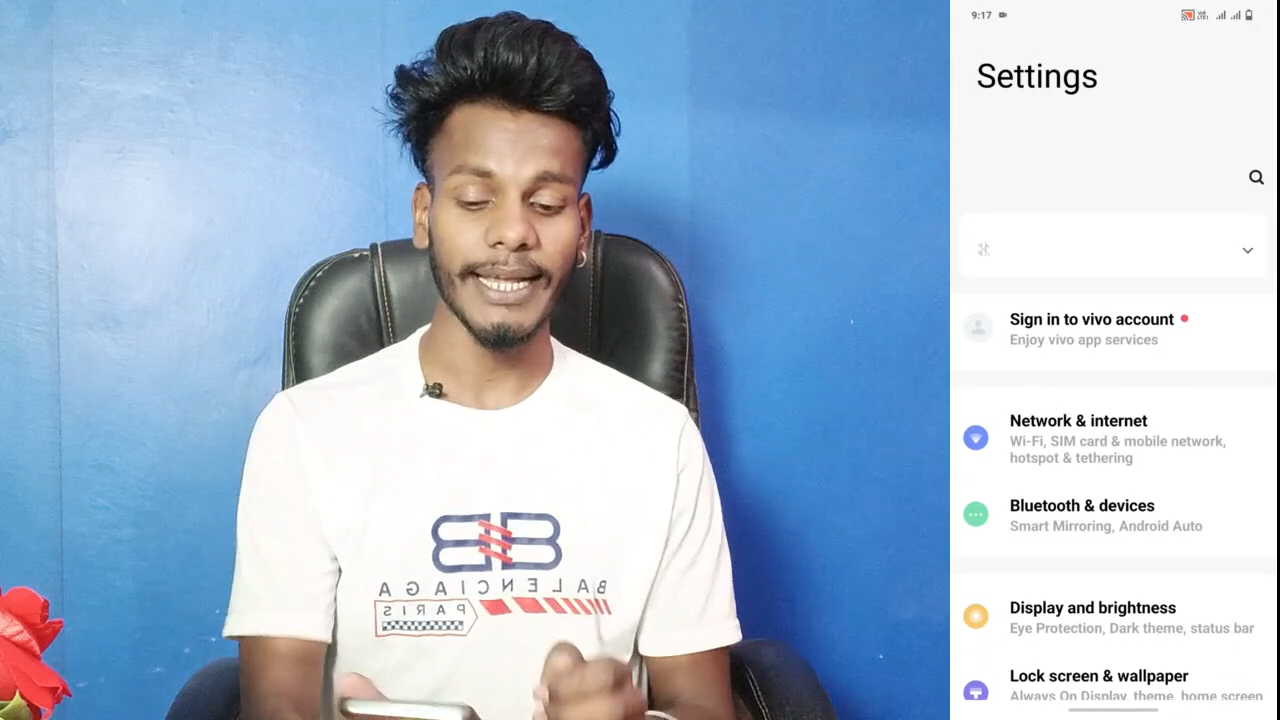 BB
BALENCIAGA
PARIS
9:17
Settings
Sign in to vivo account
Enjoy vivo app services
Network & internet
Wi-Fi, SIM card & mobile network,
hotspot & tethering
Bluetooth & devices
Smart Mirroring, Android Auto
Display and brightness
Eye Protection, Dark theme, status bar
Lock screen & wallpaper
Always On Display, theme, home screen